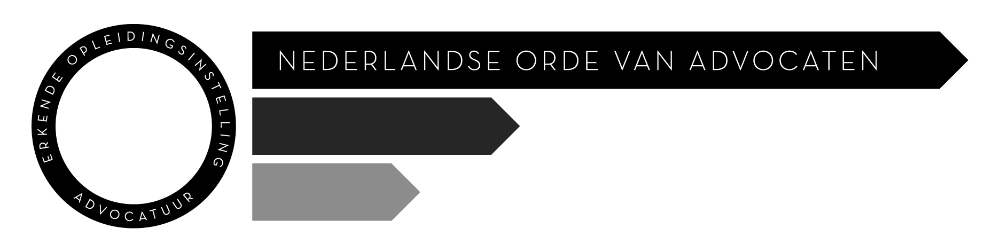 ERKENDE OPLEIDINGSINSTELLING
ADVOCATUUR
NEDERLANDSE ORDE VAN ADVOCATEN